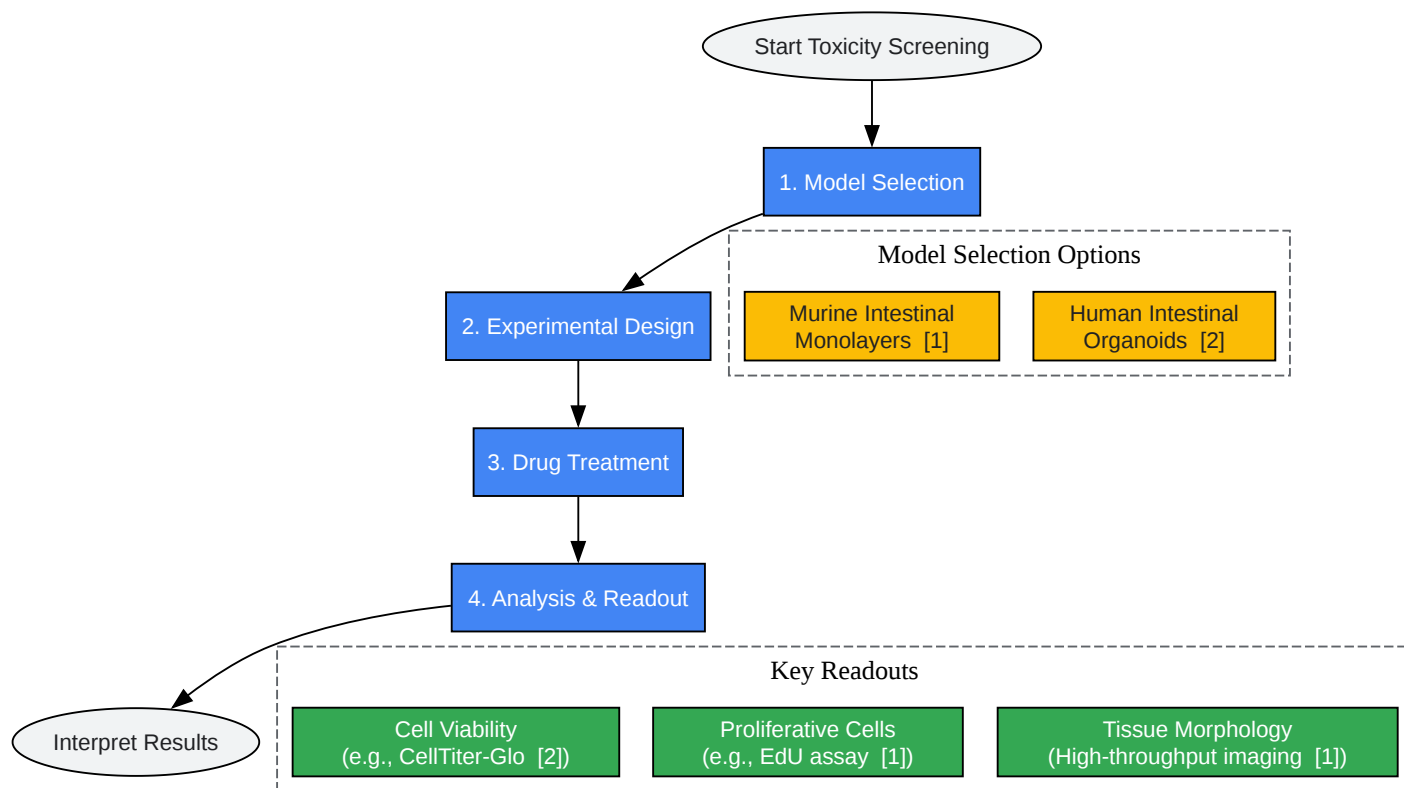 Start Toxicity Screening
1. Model Selection
Model Selection Options
2. Experimental Design
Murine Intestinal
Monolayers  [1]
Human Intestinal
Organoids  [2]
3. Drug Treatment
4. Analysis & Readout
Key Readouts
Interpret Results
Cell Viability
(e.g., CellTiter-Glo  [2])
Proliferative Cells
(e.g., EdU assay  [1])
Tissue Morphology
(High-throughput imaging  [1])